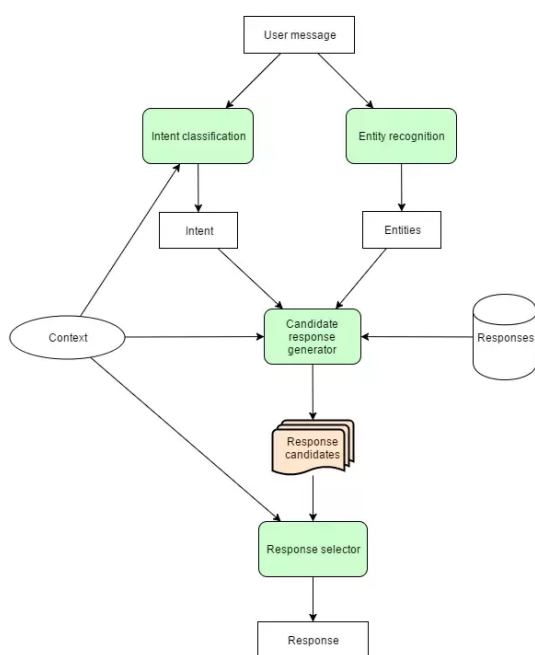 User message
Intent classification
Entity recognition
Intent
Entities
Context
Candidate
response
generator
Responses
Response
candidates
Response selector
Response